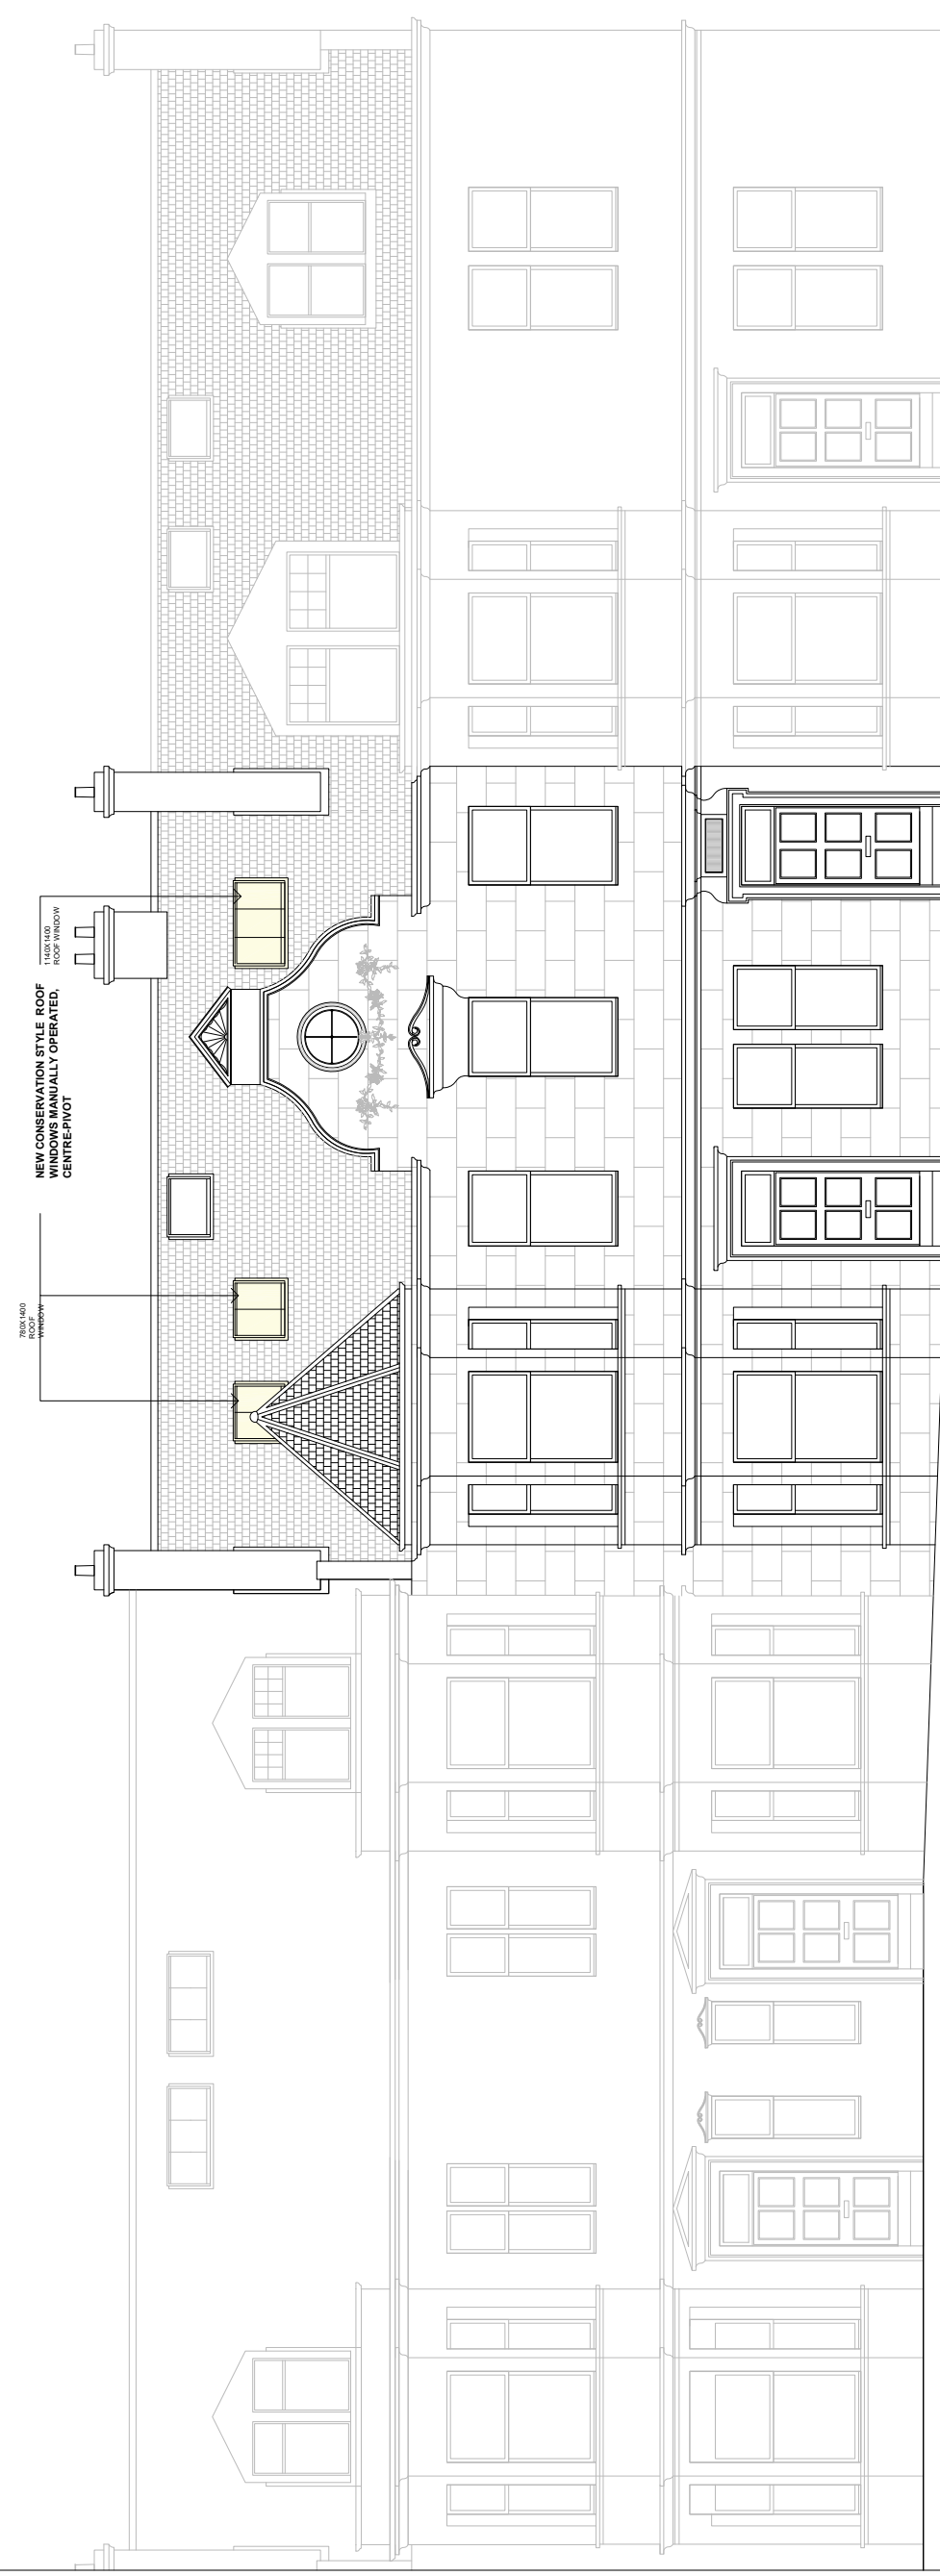 780X1400
ROOF
WINDOW
NEW CONSERVATION STYLE ROOF
WINDOWS MANUALLY OPERATED,
CENTRE-PIVOT
1140X1400
ROOF WINDOW